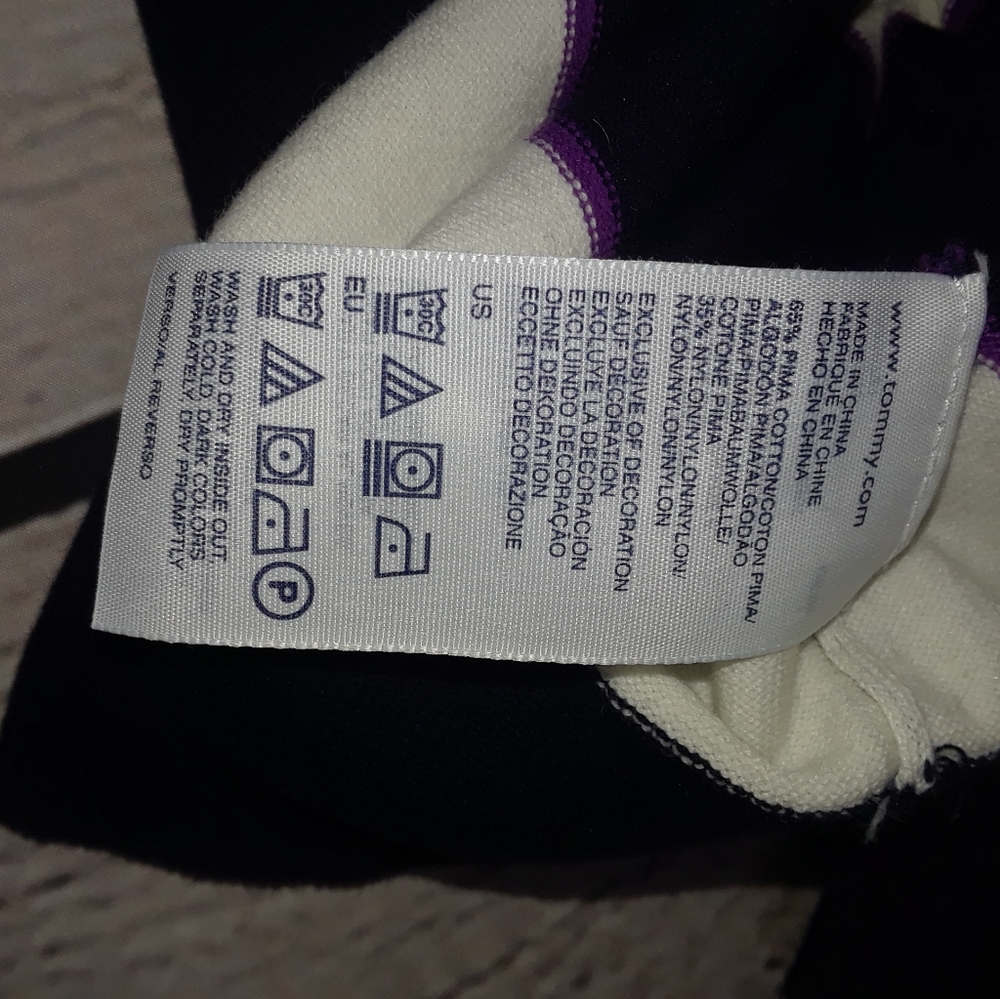 www.tommy.com
MADE IN CHINA
FABRIQUÉ EN CHINE
HECHO EN CHINA
65% PIMA COTTON/COTON PIMA/
ALGODÓN PIMA/ALGODÃO
PIMA/PIMABAUMWOLLE/
COTONE PIMA
35% NYLON/NYLON/NYLON/
NYLON/NYLON/NYLON
EXCLUSIVE OF DECORATION
SAUF DÉCORATION
EXCLUYE LA DECORACIÓN
EXCLUINDO DECORAÇÃO
OHNE DEKORATION
ECCETTO DECORAZIONE
US
30C
EU
30C
P
WASH AND DRY INSIDE OUT,
WASH COLD, DARK COLORS
SEPARATELY, DRY PROMPTLY
VERSO/AL REVERSO